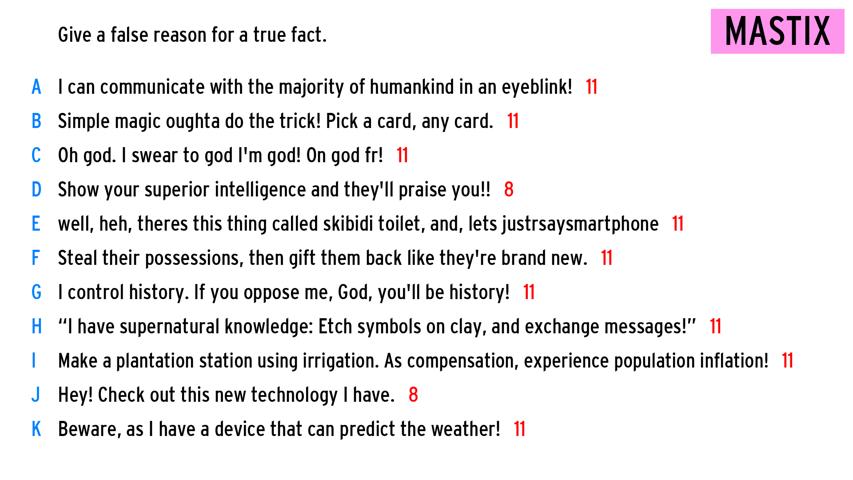 Give a false reason for a true fact.
MASTIX
A I can communicate with the majority of humankind in an eyeblink! 11
B Simple magic oughta do the trick! Pick a card, any card. 11
C Oh god. I swear to god I'm god! On god fr! 11
D Show your superior intelligence and they'll praise you!! 8
E well, heh, theres this thing called skibidi toilet, and, lets justrsaysmartphone 11
F Steal their possessions, then gift them back like they're brand new. 11
G I control history. If you oppose me, God, you'll be history! 11
H “I have supernatural knowledge: Etch symbols on clay, and exchange messages!” 11
I Make a plantation station using irrigation. As compensation, experience population inflation! 11
J Hey! Check out this new technology I have. 8
K Beware, as I have a device that can predict the weather! 11